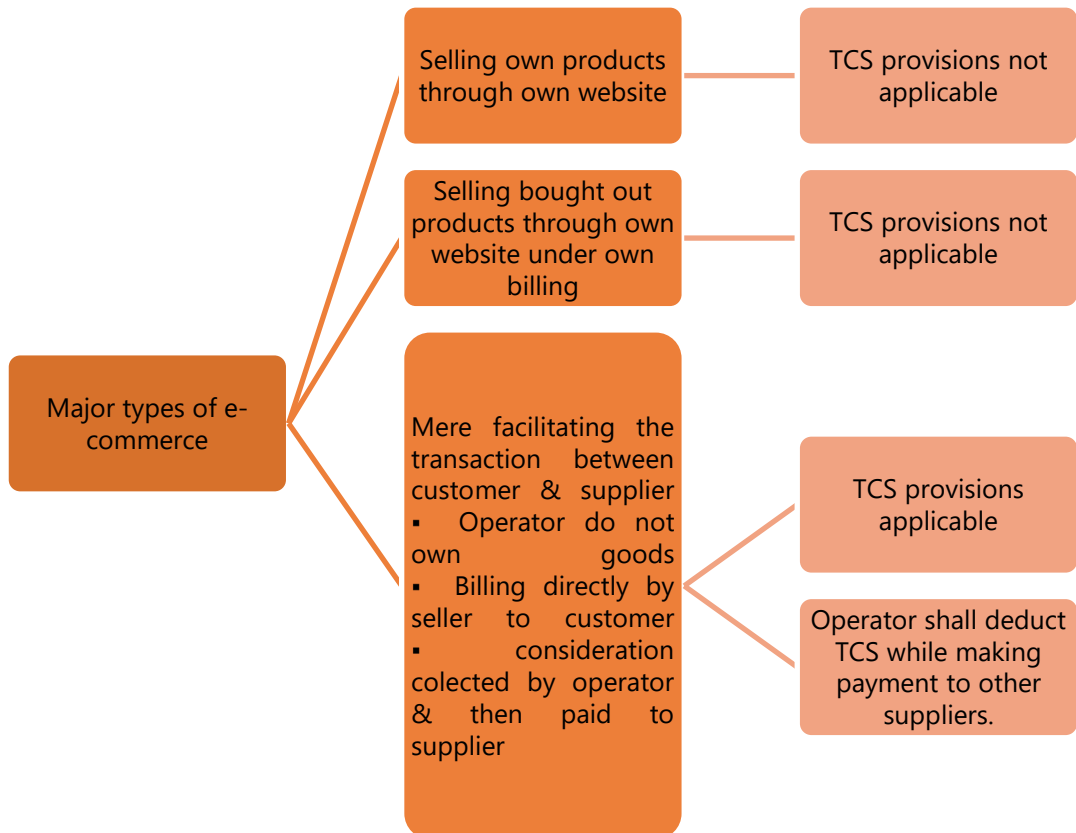 Major types of e-
commerce
Selling own products
through own website
TCS provisions not
applicable
Selling bought out
products through own
website under own
billing
TCS provisions not
applicable
Mere facilitating the
transaction between
customer & supplier
▪ Operator do not
own goods
▪ Billing directly by
seller to customer
▪ consideration
colected by operator
& then paid to
supplier
TCS provisions
applicable
Operator shall deduct
TCS while making
payment to other
suppliers.